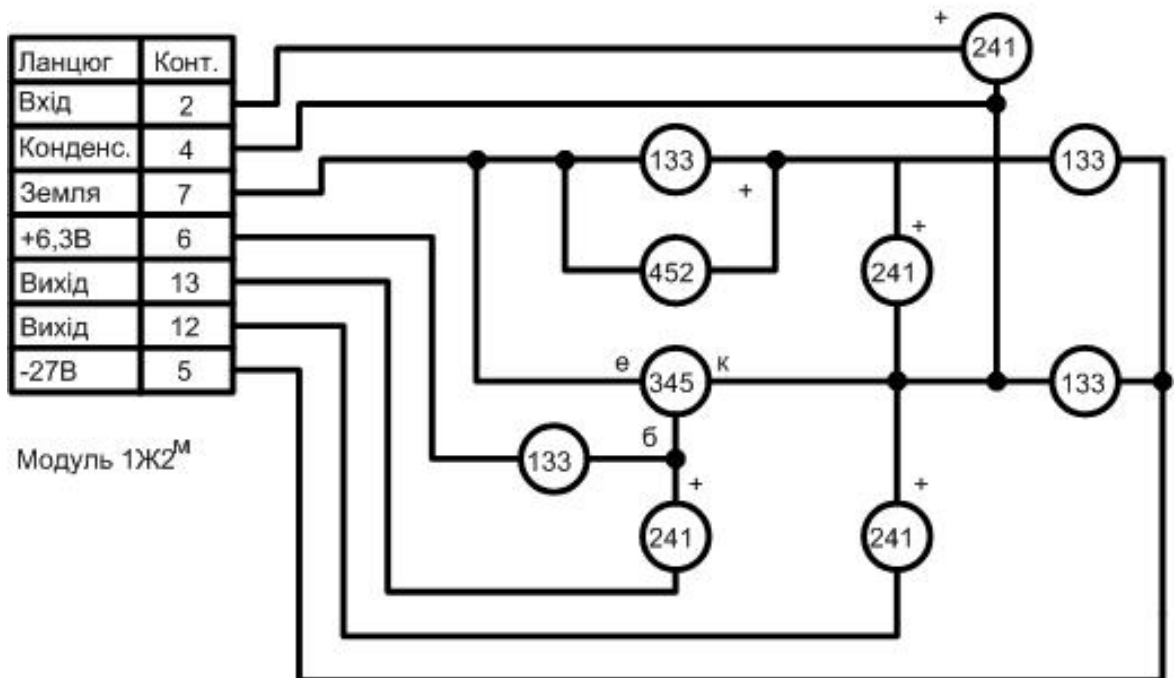 Ланцюг Конт.
Вхід 2
Конденс. 4
Земля 7
+6,3В 6
Вихід 13
Вихід 12
-27В 5
Модуль 1Ж2ᴹ
+
241
133
+
133
452
+
241
е
345
к
133
б
133
+
241
+
241